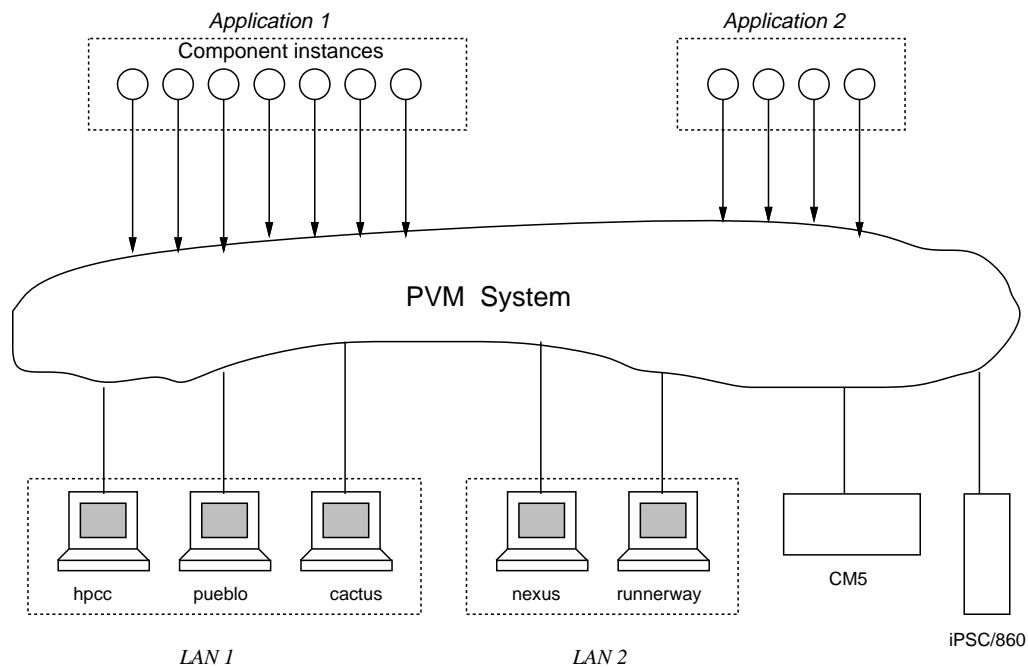 Application 1
Application 2
Component instances
PVM System
hpcc
pueblo
cactus
nexus
runnerway
CM5
iPSC/860
LAN 1
LAN 2